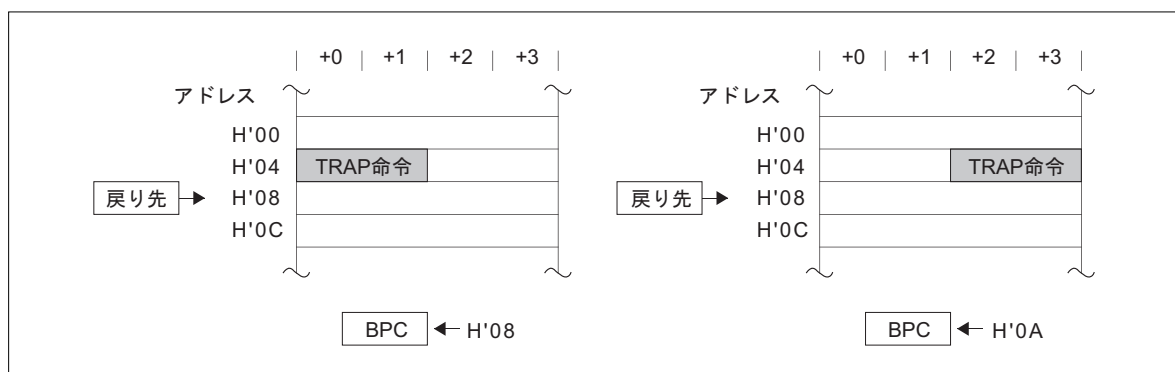 +0 +1 +2 +3
アドレス
H'00
H'04 TRAP命令
戻り先 H'08
H'0C
BPC H'08
+0 +1 +2 +3
アドレス
H'00
H'04 TRAP命令
戻り先 H'08
H'0C
BPC H'0A